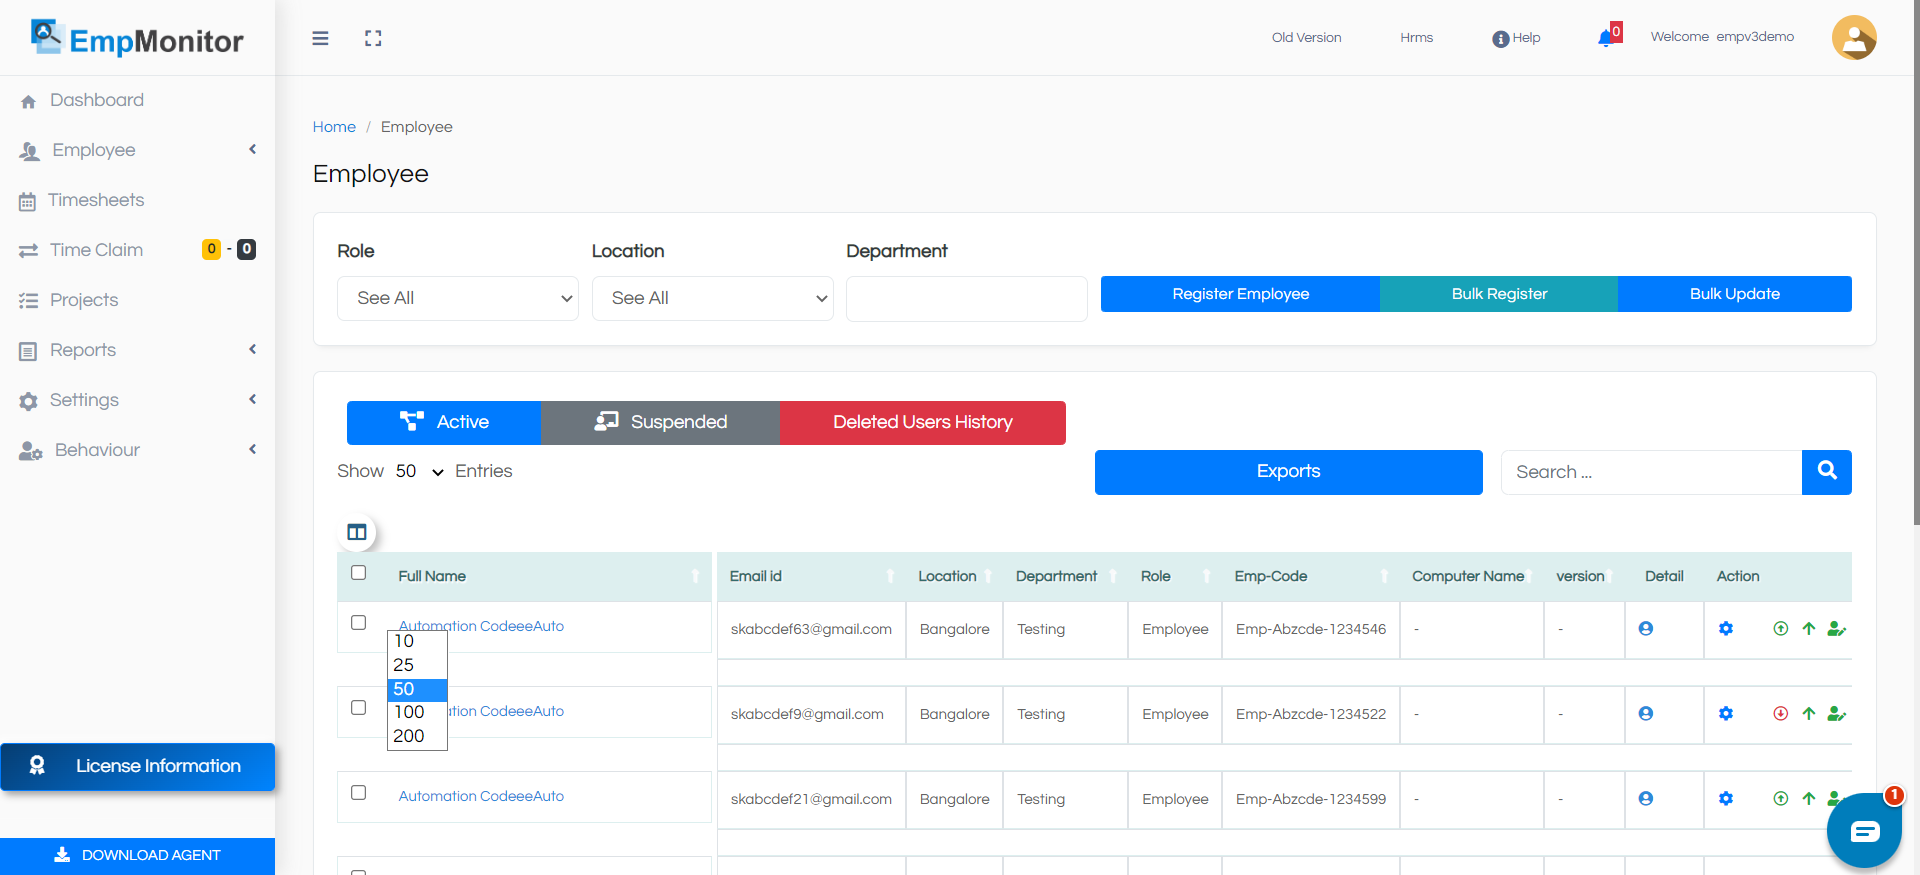 EmpMonitor
Old Version
Hrms
Help
0
Welcome empv3demo
Dashboard
Employee
Timesheets
Time Claim
0 - 0
Projects
Reports
Settings
Behaviour
License Information
DOWNLOAD AGENT
Home / Employee
Employee
Role
Location
Department
See All
See All
Register Employee
Bulk Register
Bulk Update
Active
Suspended
Deleted Users History
Show 50 Entries
Exports
Search ...
Full Name Email id Location Department Role Emp-Code Computer Name version Detail Action
Automation CodeeeAuto skabcdef63@gmail.com Bangalore Testing Employee Emp-Abzcde-1234546 - -
10
25
50
100
200
tion CodeeeAuto skabcdef9@gmail.com Bangalore Testing Employee Emp-Abzcde-1234522 - -
Automation CodeeeAuto skabcdef21@gmail.com Bangalore Testing Employee Emp-Abzcde-1234599 - -
1